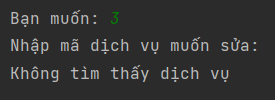 Bạn muốn: 3
Nhập mã dịch vụ muốn sửa:
Không tìm thấy dịch vụ